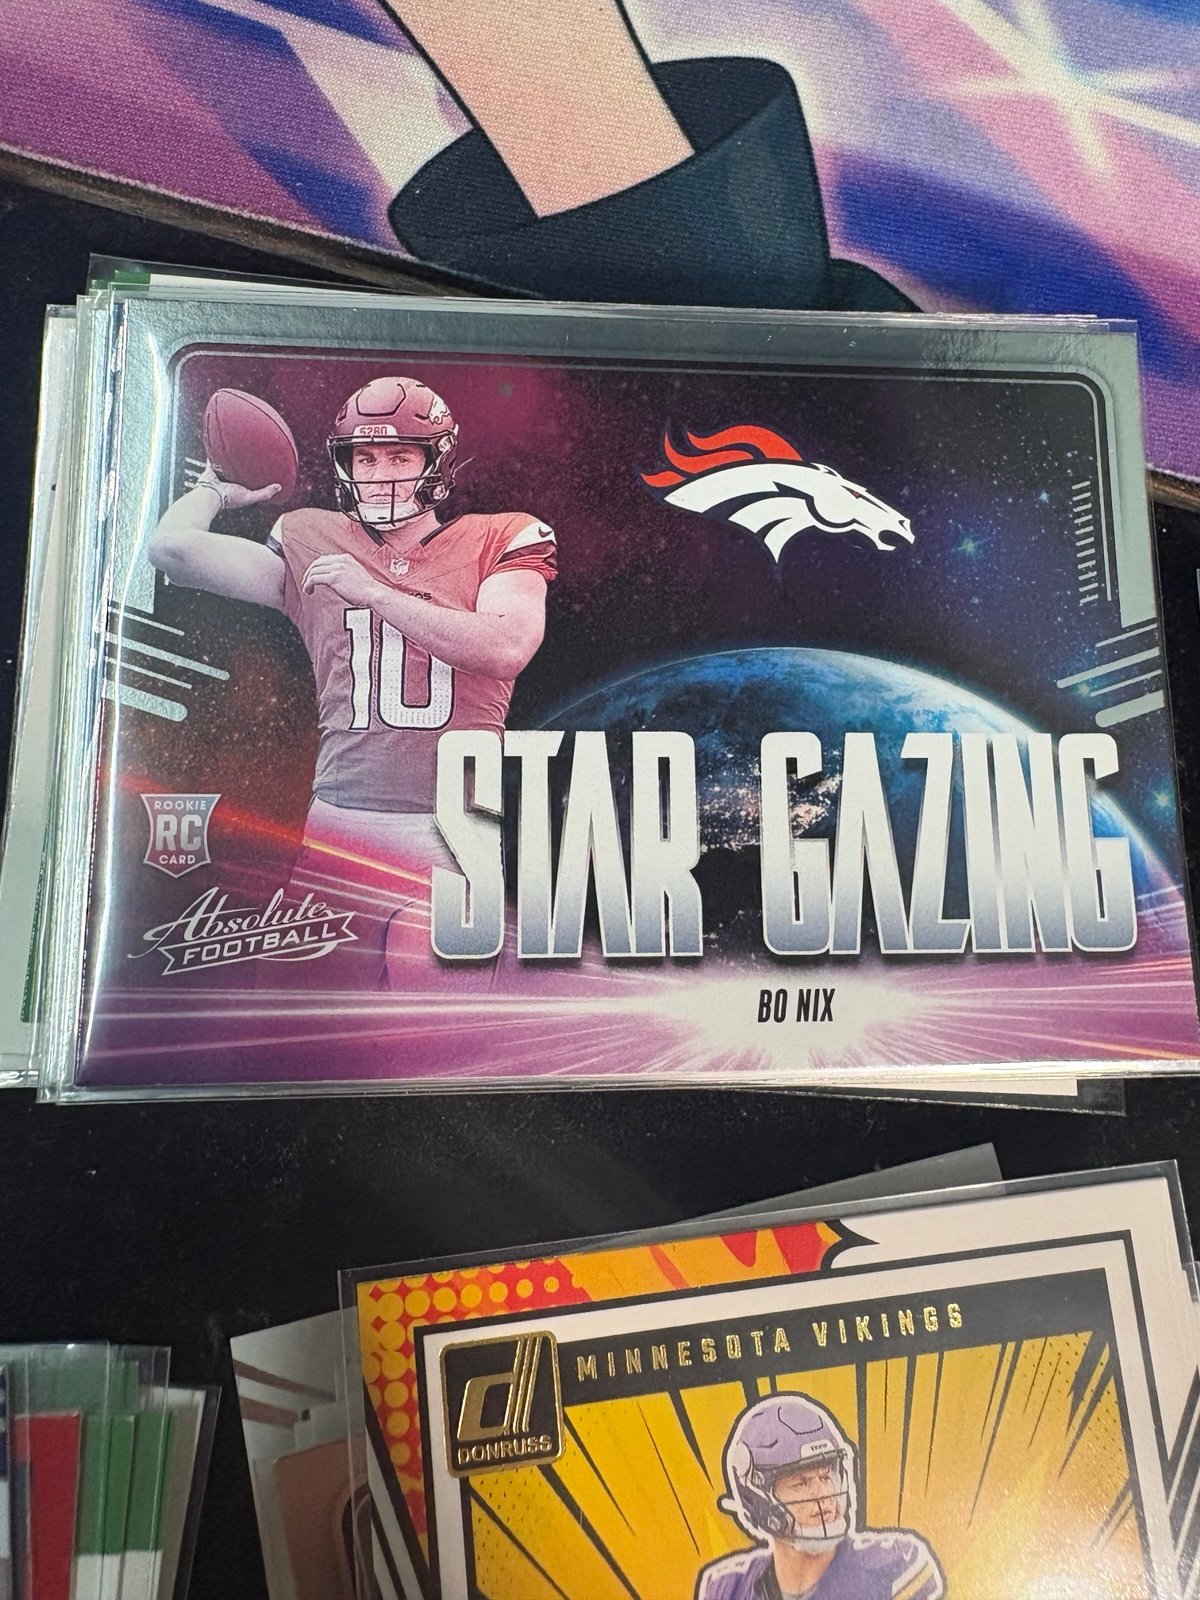 5280
10
STAR GAZING
ROOKIE
RC
CARD
Absolute
FOOTBALL
BO NIX
MINNESOTA VIKINGS
DONRUSS